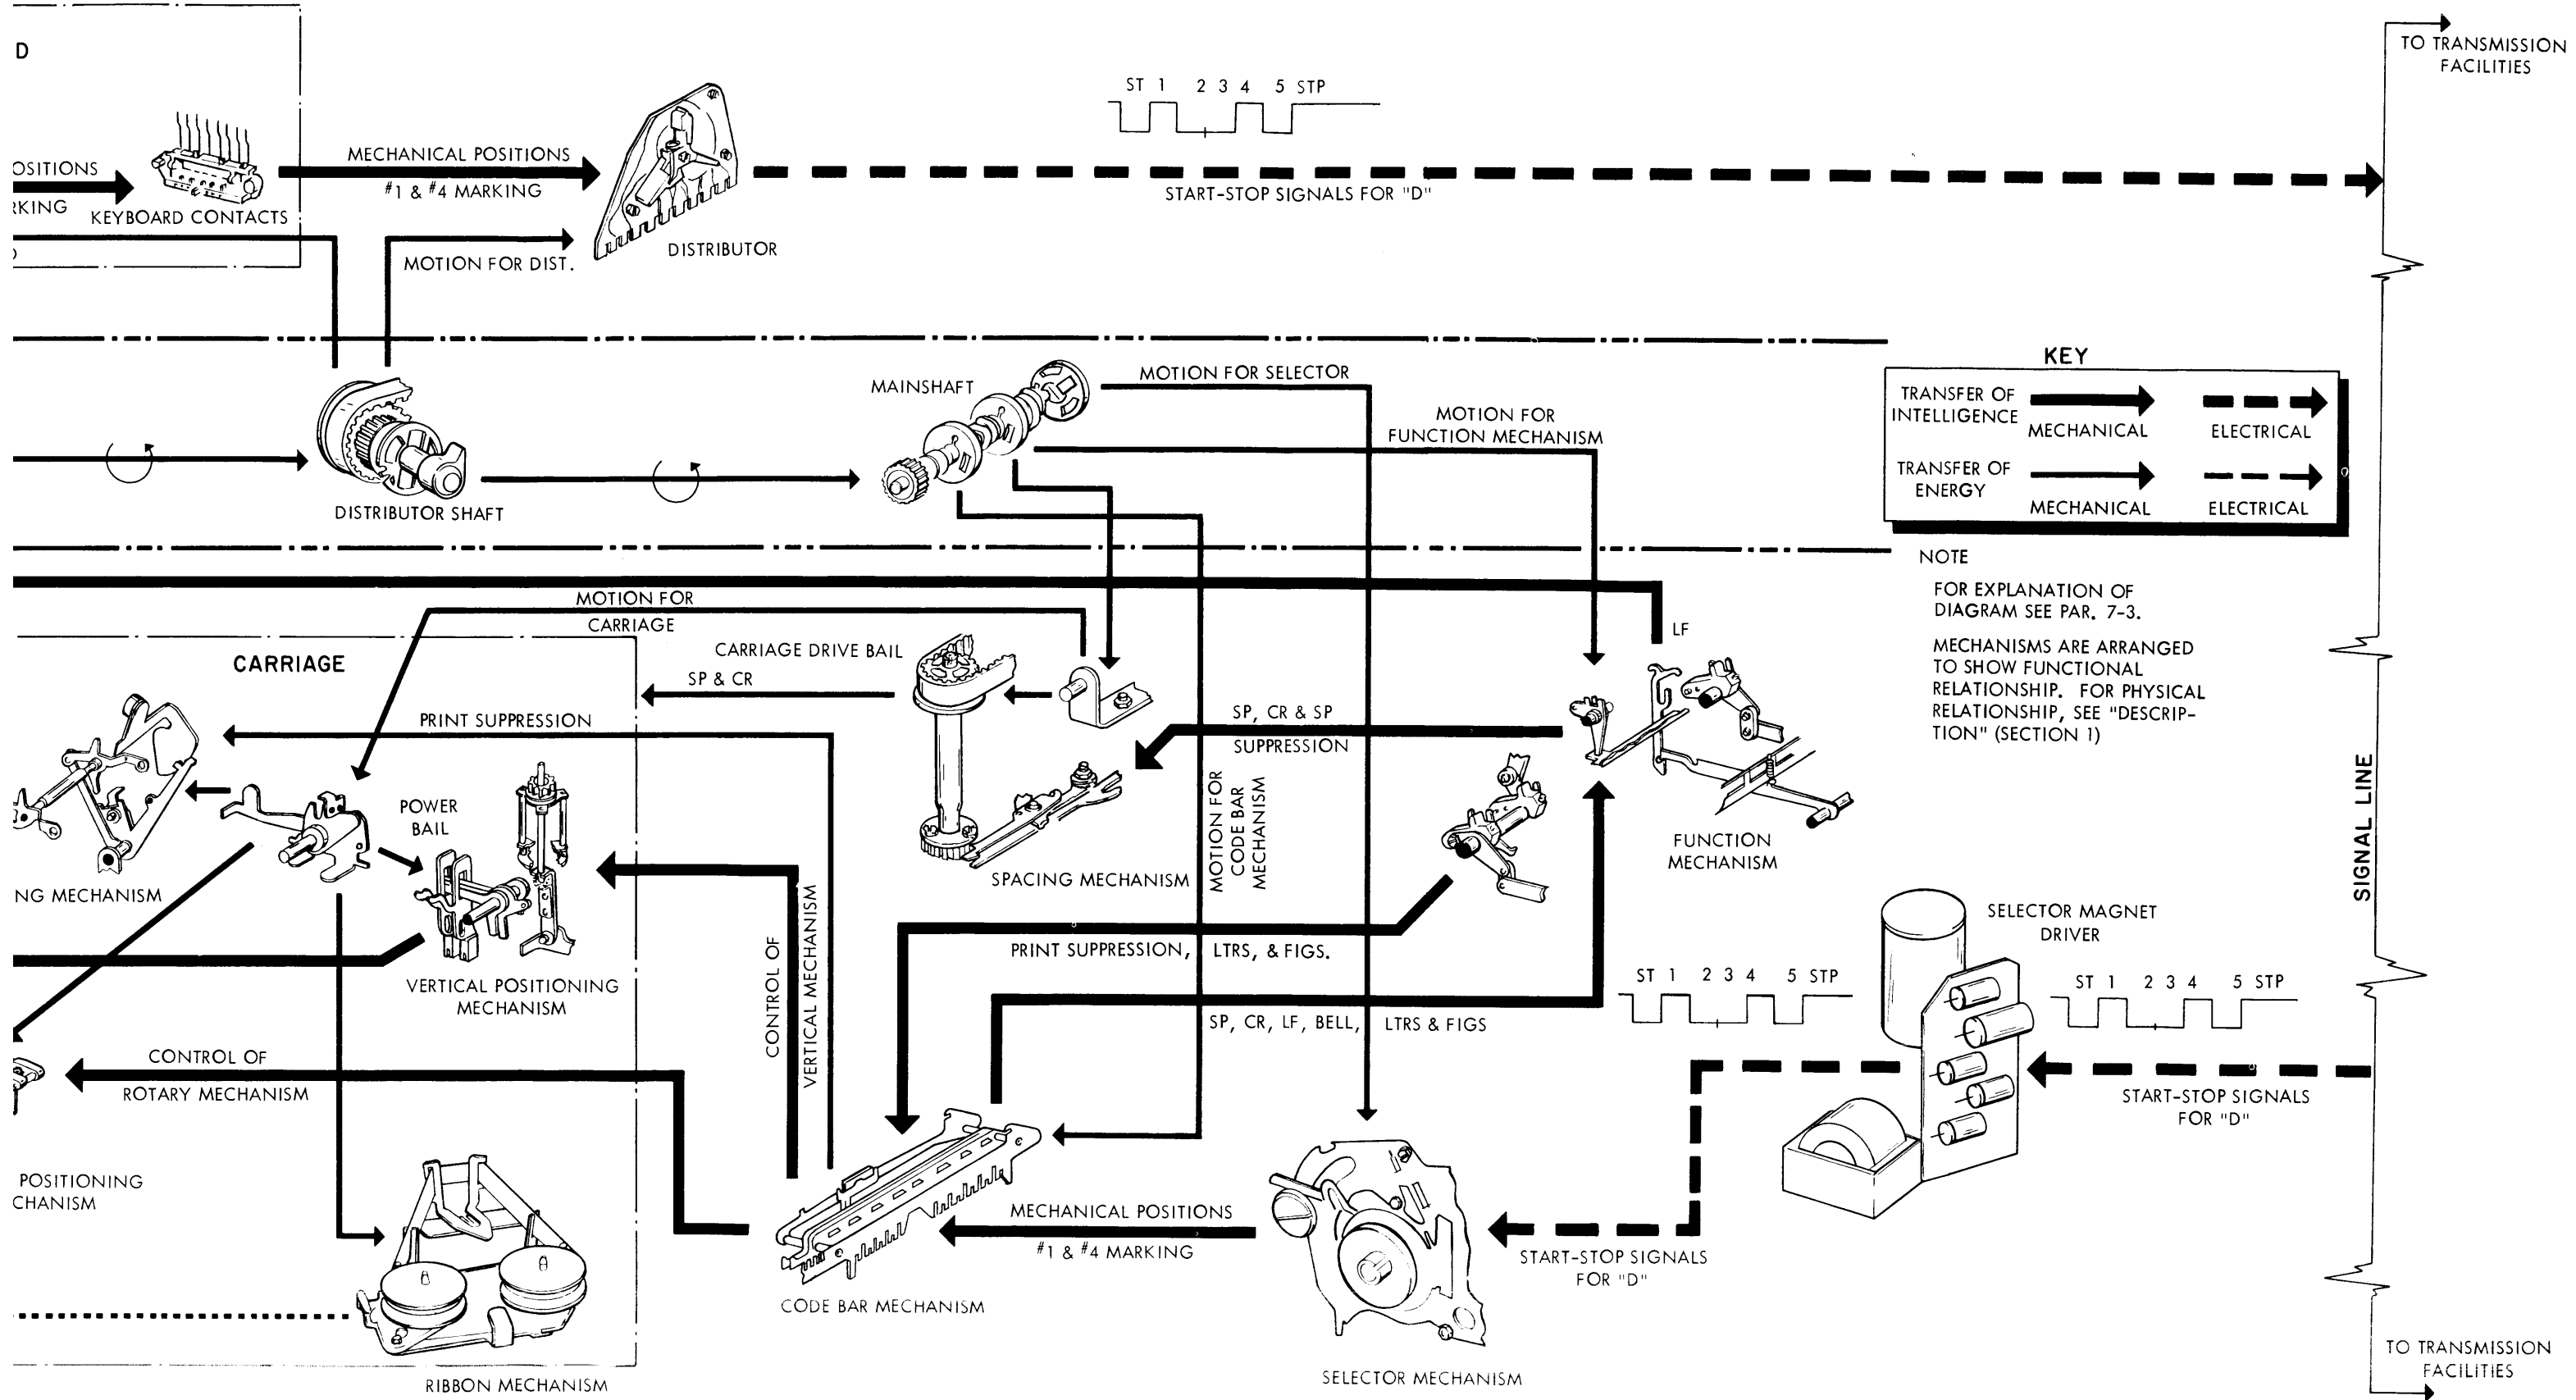 D
TO TRANSMISSION
FACILITIES
ST 1 2 3 4 5 STP
OSITIONS
RKING
KEYBOARD CONTACTS
MECHANICAL POSITIONS
#1 & #4 MARKING
START-STOP SIGNALS FOR "D"
DISTRIBUTOR
MOTION FOR DIST.
KEY
TRANSFER OF
INTELLIGENCE
MECHANICAL
ELECTRICAL
TRANSFER OF
ENERGY
MECHANICAL
ELECTRICAL
MAINSHAFT
MOTION FOR SELECTOR
MOTION FOR
FUNCTION MECHANISM
DISTRIBUTOR SHAFT
NOTE
FOR EXPLANATION OF
DIAGRAM SEE PAR. 7-3.
MECHANISMS ARE ARRANGED
TO SHOW FUNCTIONAL
RELATIONSHIP. FOR PHYSICAL
RELATIONSHIP, SEE "DESCRIP-
TION" (SECTION 1)
MOTION FOR
CARRIAGE
LF
CARRIAGE
CARRIAGE DRIVE BAIL
SP & CR
PRINT SUPPRESSION
SP, CR & SP
SUPPRESSION
POWER
BAIL
MOTION FOR
CODE BAR
MECHANISM
FUNCTION
MECHANISM
SIGNAL LINE
NG MECHANISM
SPACING MECHANISM
SELECTOR MAGNET
DRIVER
PRINT SUPPRESSION, LTRS, & FIGS.
VERTICAL POSITIONING
MECHANISM
CONTROL OF
VERTICAL MECHANISM
ST 1 2 3 4 5 STP
ST 1 2 3 4 5 STP
SP, CR, LF, BELL, LTRS & FIGS
CONTROL OF
ROTARY MECHANISM
START-STOP SIGNALS
FOR "D"
POSITIONING
CHANISM
MECHANICAL POSITIONS
#1 & #4 MARKING
START-STOP SIGNALS
FOR "D"
CODE BAR MECHANISM
RIBBON MECHANISM
SELECTOR MECHANISM
TO TRANSMISSION
FACILITIES